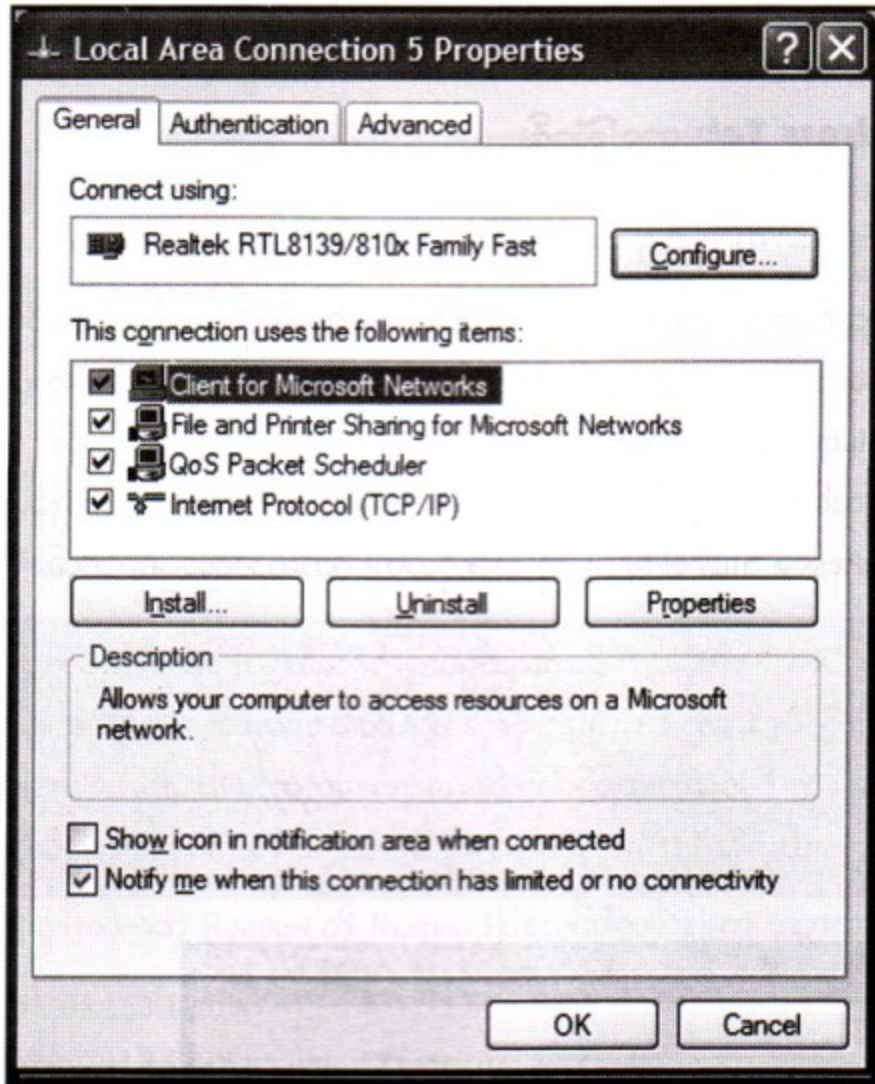 Local Area Connection 5 Properties
General Authentication Advanced
Connect using:
Realtek RTL8139/810x Family Fast
Configure...
This connection uses the following items:
Client for Microsoft Networks
File and Printer Sharing for Microsoft Networks
QoS Packet Scheduler
Internet Protocol (TCP/IP)
Install... Uninstall Properties
Description
Allows your computer to access resources on a Microsoft
network.
Show icon in notification area when connected
Notify me when this connection has limited or no connectivity
OK Cancel